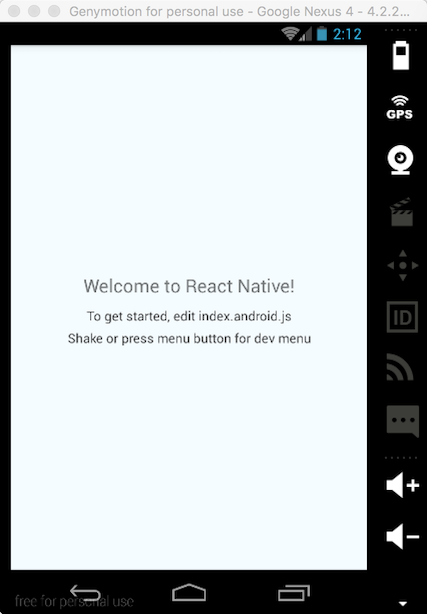 Genymotion for personal use - Google Nexus 4 - 4.2.2...
2:12
GPS
Welcome to React Native!
To get started, edit index.android.js
Shake or press menu button for dev menu
ID
free for personal use